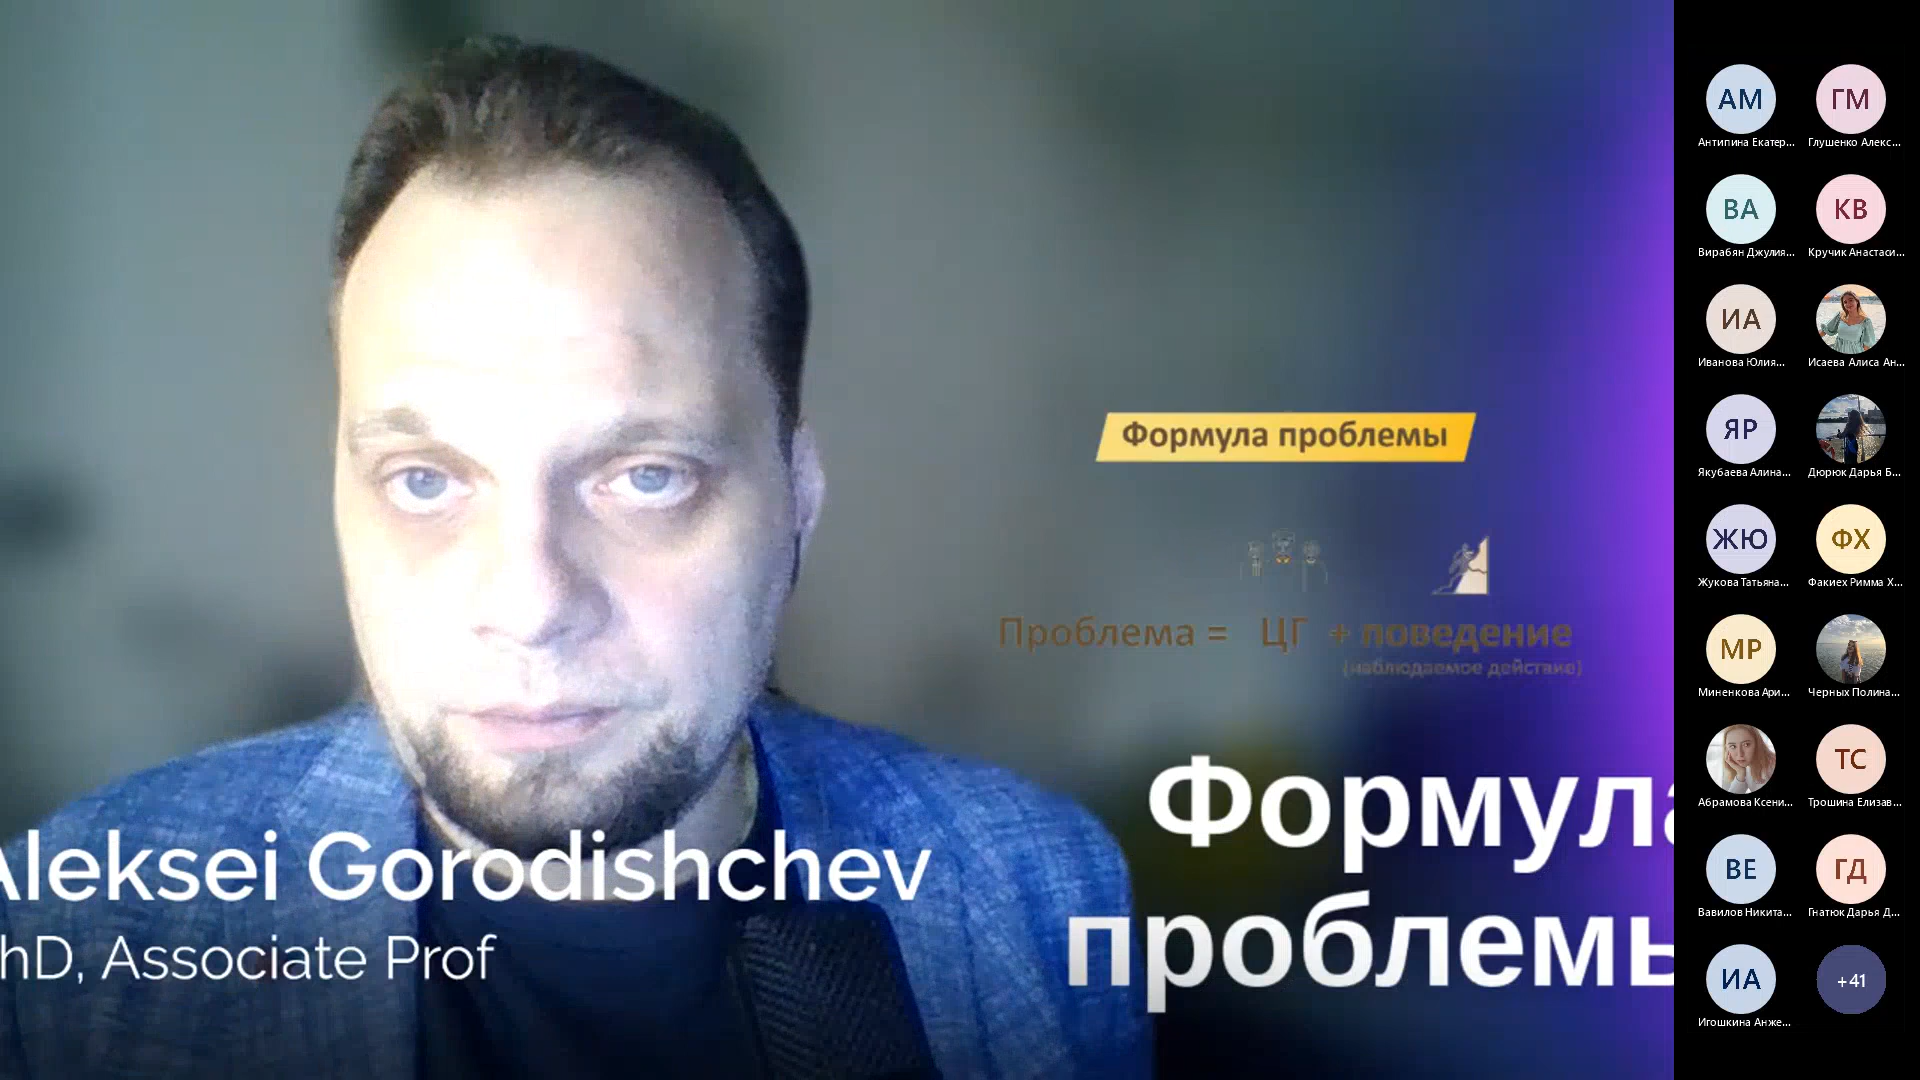 Формула проблемы
Проблема = ЦГ + поведение
(наблюдаемое действие)
Aleksei Gorodishchev
hD, Associate Prof
Формула
проблемы
АМ ГМ
Антипина Екатер... Глушенко Алекс...
ВА КВ
Вирабян Джулия... Кручик Анастаси...
ИА
Иванова Юлия... Исаева Алиса Ан...
ЯР
Якубаева Алина... Дюрюк Дарья Б...
ЖЮ ФХ
Жукова Татьяна... Факиех Римма Х...
МР
Миненкова Ари... Черных Полина...
ТС
Абрамова Ксени... Трошина Елизав...
ВЕ ГД
Вавилов Никита... Гнатюк Дарья Д...
ИА +41
Игошкина Анже...